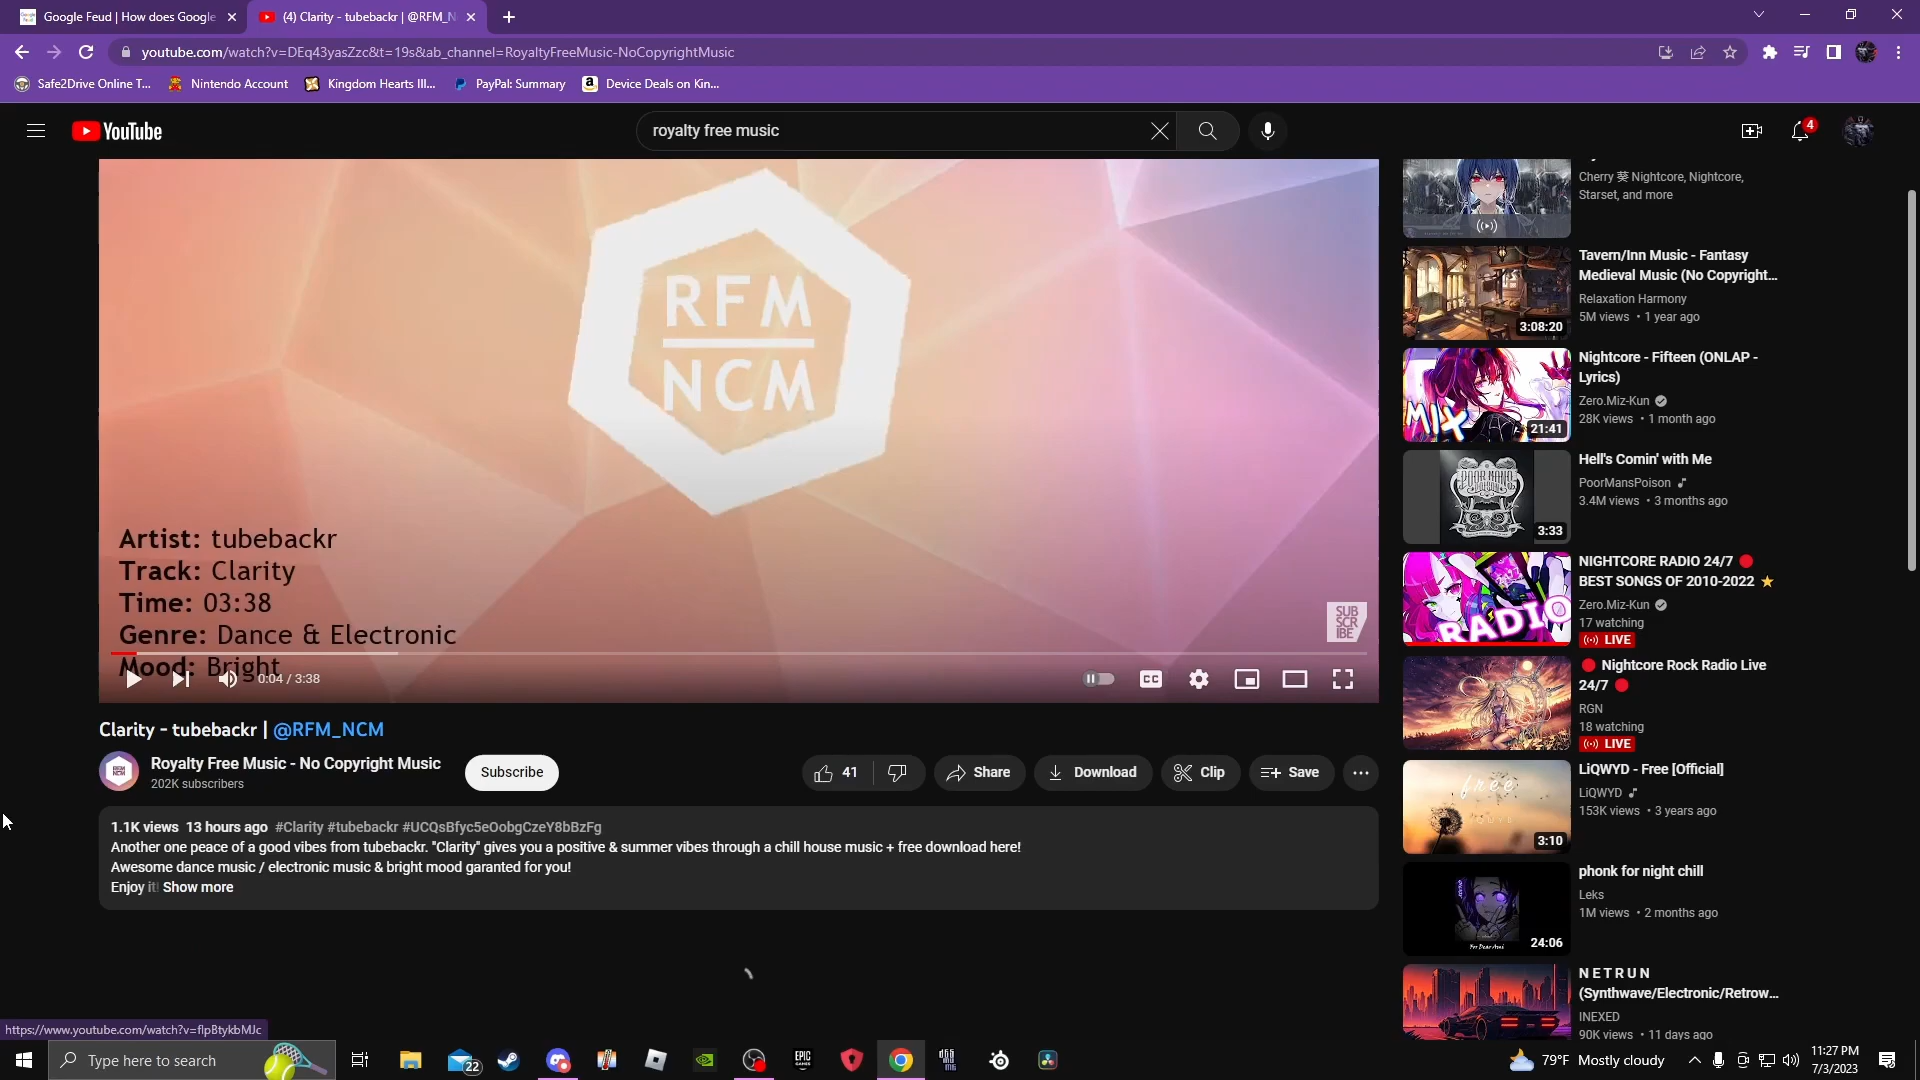 Google Feud | How does Google
(4) Clarity - tubebackr | @RFM_N
youtube.com/watch?v=DEq43yasZzc&t=19s&ab_channel=RoyaltyFreeMusic-NoCopyrightMusic
Safe2Drive Online T...
Nintendo Account
Kingdom Hearts III...
PayPal: Summary
Device Deals on Kin...
YouTube
royalty free music
4
RFM
NCM
Artist: tubebackr
Track: Clarity
Time: 03:38
Genre: Dance & Electronic
Mood: Bright
SUB
SCR
IBE
0:04 / 3:38
CC
Clarity - tubebackr | @RFM_NCM
Royalty Free Music - No Copyright Music
202K subscribers
Subscribe
41
Share
Download
Clip
Save
1.1K views 13 hours ago #Clarity #tubebackr #UCQsBfyc5eOobgCzeY8bBzFg
Another one peace of a good vibes from tubebackr. "Clarity" gives you a positive & summer vibes through a chill house music + free download here!
Awesome dance music / electronic music & bright mood garanted for you!
Enjoy it! Show more
Cherry 葵 Nightcore, Nightcore,
Starset, and more
Tavern/Inn Music - Fantasy
Medieval Music (No Copyright...
Relaxation Harmony
5M views • 1 year ago
3:08:20
Nightcore - Fifteen (ONLAP -
Lyrics)
Zero.Miz-Kun
28K views • 1 month ago
MIX
21:41
Hell's Comin' with Me
PoorMansPoison
3.4M views • 3 months ago
3:33
NIGHTCORE RADIO 24/7
BEST SONGS OF 2010-2022
Zero.Miz-Kun
17 watching
LIVE
RADIO
Nightcore Rock Radio Live
24/7
RGN
18 watching
LIVE
LiQWYD - Free [Official]
LiQWYD
153K views • 3 years ago
free
3:10
phonk for night chill
Leks
1M views • 2 months ago
24:06
N E T R U N
(Synthwave/Electronic/Retrow...
INEXED
90K views • 11 days ago
https://www.youtube.com/watch?v=flpBtykbMJc
Type here to search
22
EPIC
GAMES
79°F Mostly cloudy
11:27 PM
7/3/2023